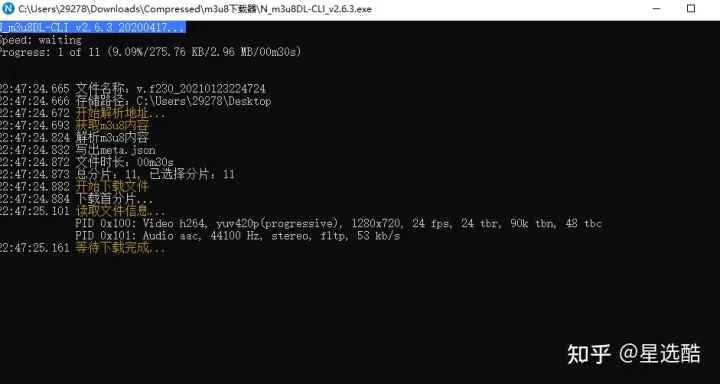 C:\Users\29278\Downloads\Compressed\m3u8下载器\N_m3u8DL-CLI_v2.6.3.exe
N_m3u8DL-CLI v2.6.3 20200417...
Speed: waiting
Progress: 1 of 11 (9.09%/275.76 KB/2.96 MB/00m30s)
22:47:24.665 文件名称：v.f230_20210123224724
22:47:24.666 存储路径：C:\Users\29278\Desktop
22:47:24.672 开始解析地址...
22:47:24.693 获取m3u8内容
22:47:24.824 解析m3u8内容
22:47:24.832 写出meta.json
22:47:24.872 文件时长：00m30s
22:47:24.873 总分片：11, 已选择分片：11
22:47:24.882 开始下载文件
22:47:24.884 下载首分片...
22:47:25.101 读取文件信息...
PID 0x100: Video h264, yuv420p(progressive), 1280x720, 24 fps, 24 tbr, 90k tbn, 48 tbc
PID 0x101: Audio aac, 44100 Hz, stereo, fltp, 53 kb/s
22:47:25.161 等待下载完成...
知乎 @星选酷